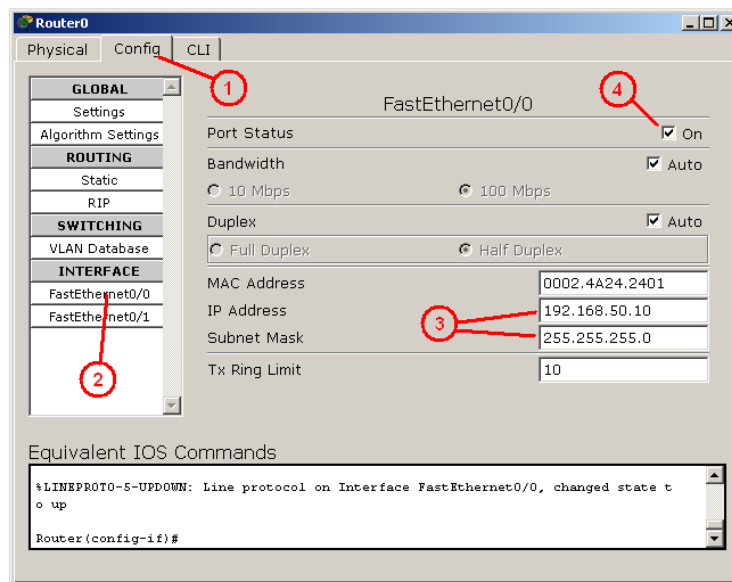 Router0
Physical Config CLI
1
GLOBAL
Settings
Algorithm Settings
ROUTING
Static
RIP
SWITCHING
VLAN Database
INTERFACE
FastEthernet0/0
FastEthernet0/1
2
FastEthernet0/0
4
Port Status On
Bandwidth Auto
10 Mbps 100 Mbps
Duplex Auto
Full Duplex Half Duplex
MAC Address 0002.4A24.2401
IP Address 192.168.50.10
3
Subnet Mask 255.255.255.0
Tx Ring Limit 10
Equivalent IOS Commands
%LINEPROTO-5-UPDOWN: Line protocol on Interface FastEthernet0/0, changed state t
o up
Router(config-if)#